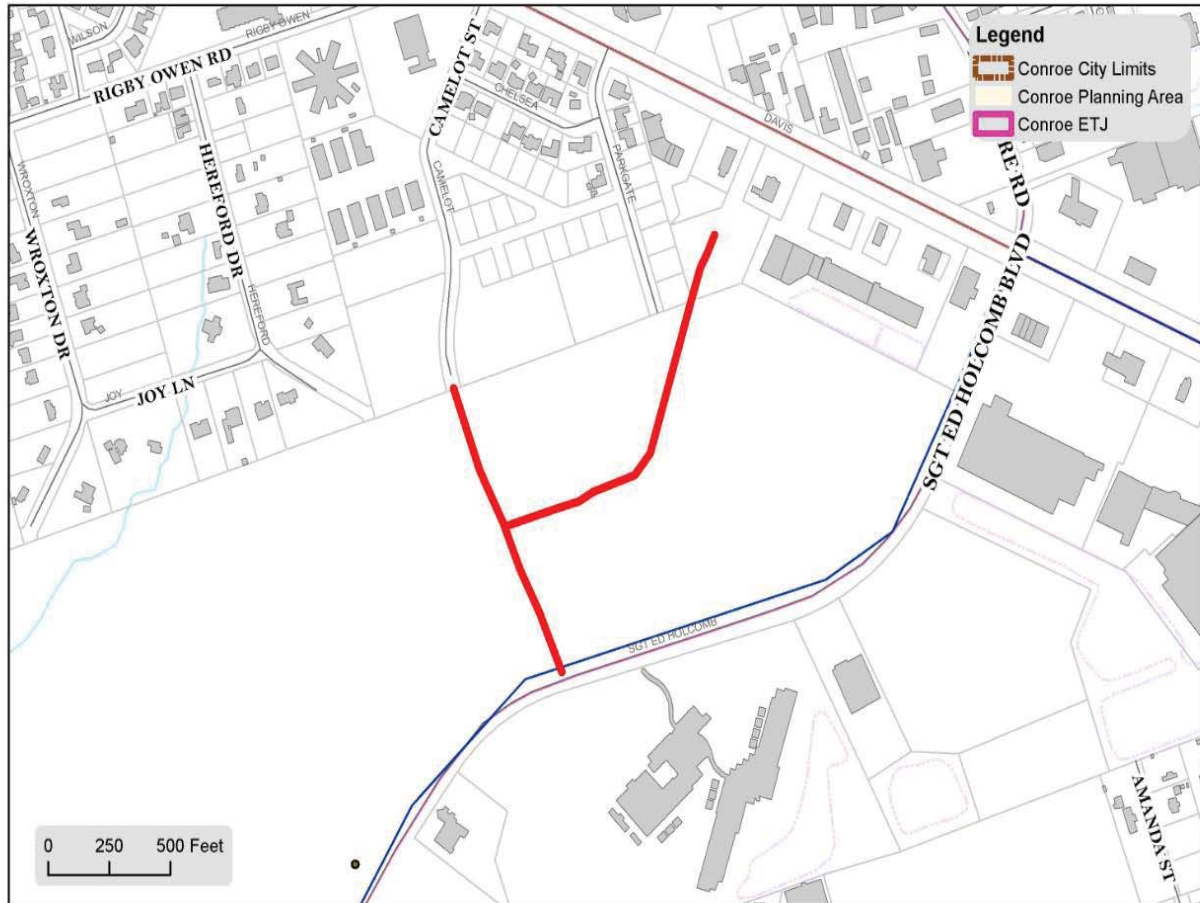 WILSON
RIGBY OWEN
RIGBY OWEN RD
CAMELOT ST
CHELSEA
DAVIS
Legend
Conroe City Limits
Conroe Planning Area
Conroe ETJ
RE RD
WROXTON
WROXTON DR
HEREFORD DR
HEREFORD
CAMELOT
PARKGATE
JOY
JOY LN
SGT ED HOLCOMB BLVD
SGT ED HOLCOMB
AMANDA ST
0 250 500 Feet